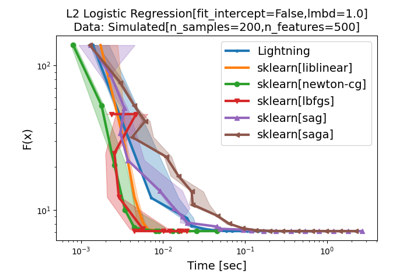 L2 Logistic Regression[fit_intercept=False,lmbd=1.0]
Data: Simulated[n_samples=200,n_features=500]
Lightning
sklearn[liblinear]
sklearn[newton-cg]
sklearn[lbfgs]
sklearn[sag]
sklearn[saga]
F(x)
10²
10¹
10⁻³ 10⁻² 10⁻¹ 10⁰
Time [sec]